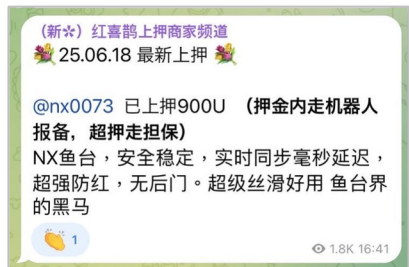 （新✲）红喜鹊上押商家频道
💐25.06.18 最新上押 💐
@nx0073 已上押900U （押金内走机器人
报备，超押走担保）
NX鱼台，安全稳定，实时同步毫秒延迟，
超强防红，无后门。超级丝滑好用 鱼台界
的黑马
👏 1
1.8K 16:41